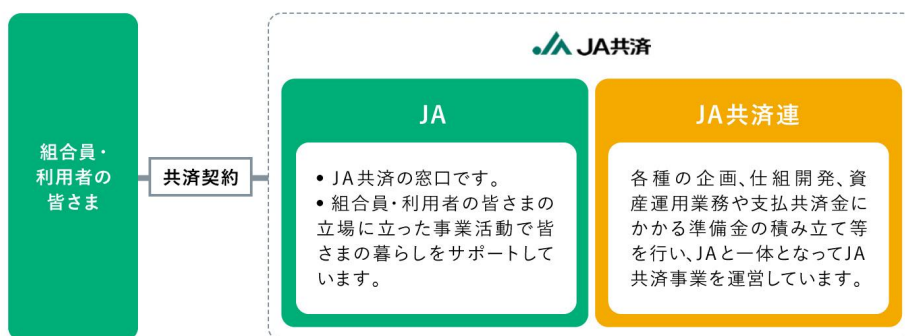 JA共済
組合員・
利用者の
皆さま
共済契約
JA
• JA共済の窓口です。
• 組合員・利用者の皆さまの
立場に立った事業活動で皆
さまの暮らしをサポートして
います。
JA共済連
各種の企画、仕組開発、資
産運用業務や支払共済金に
かかる準備金の積み立て等
を行い、JAと一体となってJA
共済事業を運営しています。